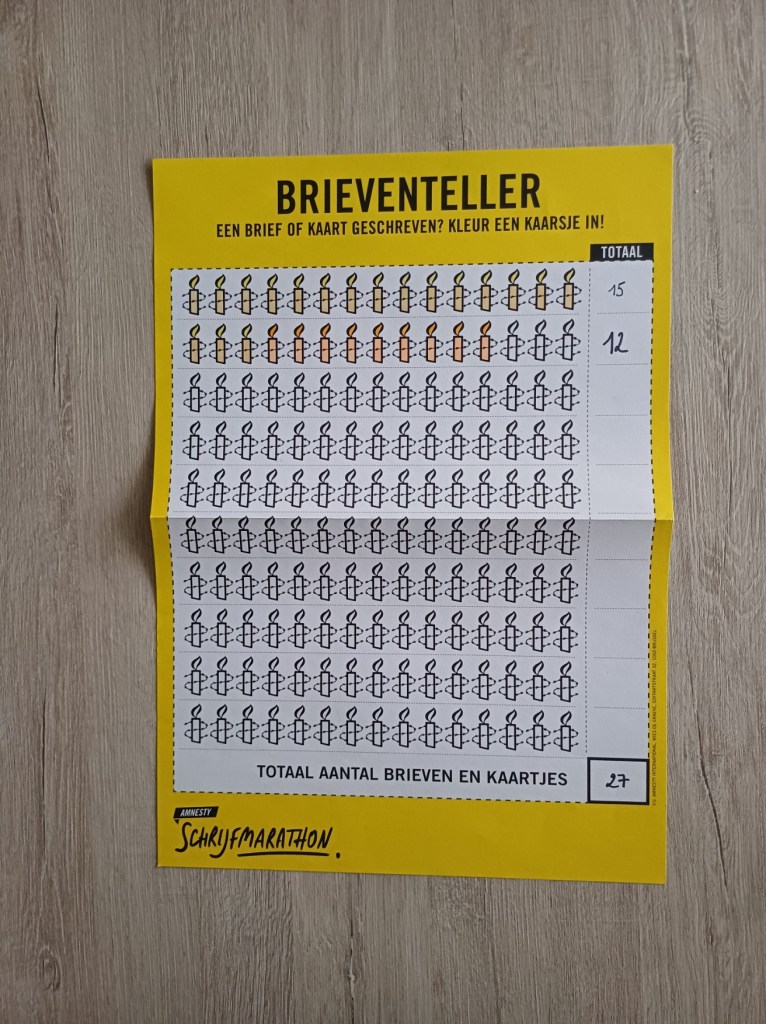 BRIEVENTELLER
EEN BRIEF OF KAART GESCHREVEN? KLEUR EEN KAARSJE IN!
TOTAAL
15
12
TOTAAL AANTAL BRIEVEN EN KAARTJES
27
AMNESTY
SCHRIJFMARATHON.